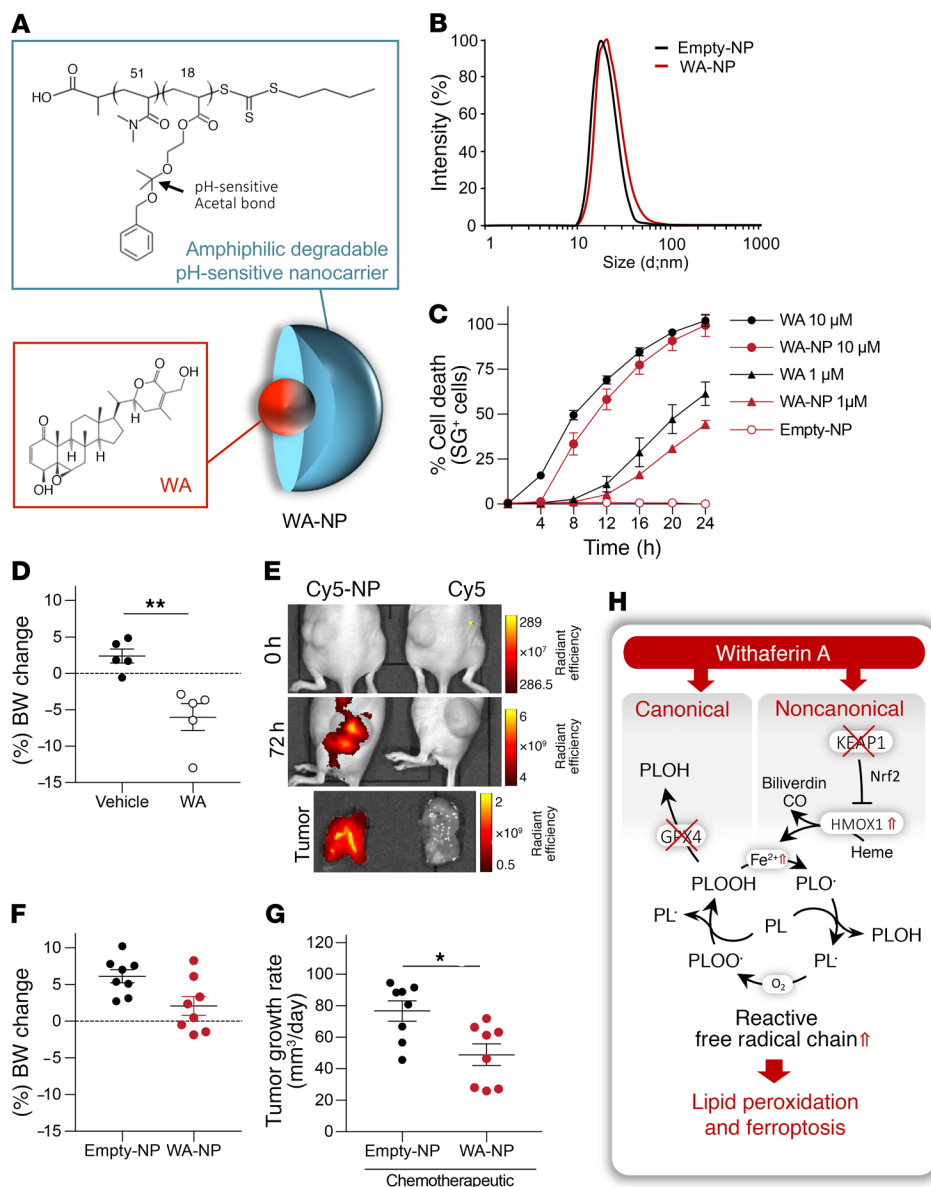 A
51
18
O
HO
S
S
S
N
O
O
O
O
O
pH-sensitive
Acetal bond
Amphiphilic degradable
pH-sensitive nanocarrier
O
O
OH
O
H
H
H
H
OH
O
WA
WA-NP
B
Empty-NP
WA-NP
Intensity (%)
100
80
60
40
20
0
1
10
100
1000
Size (d;nm)
C
% Cell death
(SG+ cells)
100
75
50
25
0
4
8
12
16
20
24
Time (h)
WA 10 µM
WA-NP 10 µM
WA 1 µM
WA-NP 1µM
Empty-NP
D
(%) BW change
10
5
0
−5
−10
−15
**
Vehicle
WA
E
Cy5-NP
Cy5
0 h
72 h
Tumor
289
×10⁷
286.5
Radiant
efficiency
6
×10⁹
4
Radiant
efficiency
2
×10⁹
0.5
Radiant
efficiency
F
(%) BW change
10
5
0
5
10
−15
Empty-NP
WA-NP
G
Tumor growth rate
(mm³/day)
120
100
80
60
40
20
0
*
Empty-NP
WA-NP
Chemotherapeutic
H
Withaferin A
Canonical
Noncanonical
KEAP1
Nrf2
PLOH
Biliverdin
CO
HMOX1⇑
GPX4
Heme
Fe²⁺⇑
PLOOH
PLO·
PL·
PL
PLOH
PLOO·
PL·
O₂
Reactive
free radical chain⇑
Lipid peroxidation
and ferroptosis